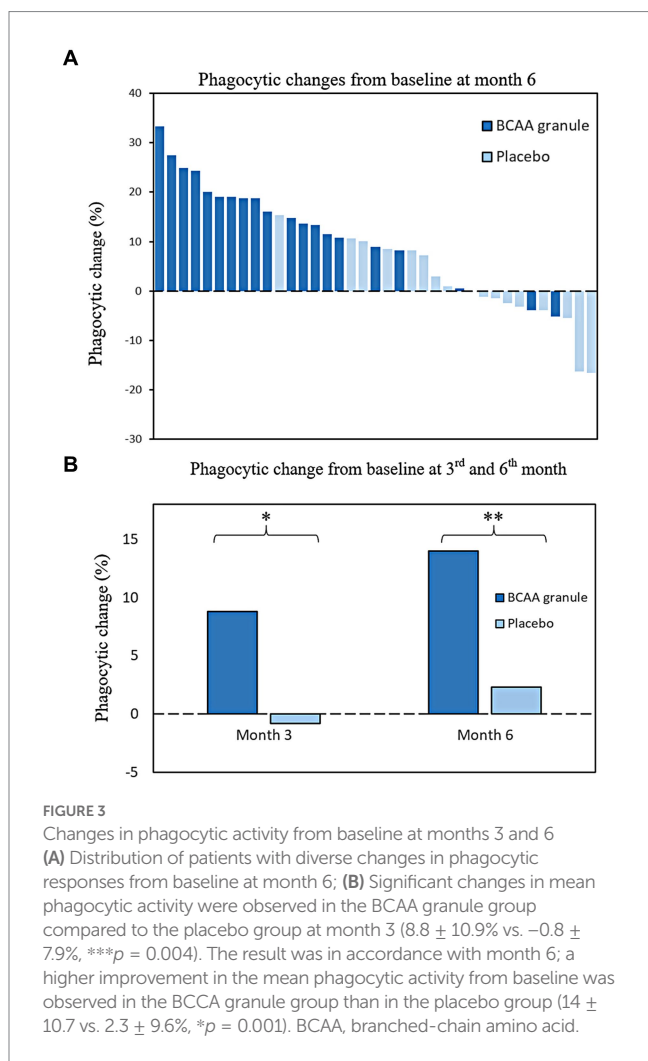 A
Phagocytic changes from baseline at month 6
40
30
20
10
0
-10
-20
-30
Phagocytic change (%)
BCAA granule
Placebo
B
Phagocytic change from baseline at 3rd and 6th month
15
10
5
0
-5
Phagocytic change (%)
*
**
BCAA granule
Placebo
Month 3
Month 6
FIGURE 3
Changes in phagocytic activity from baseline at months 3 and 6
(A) Distribution of patients with diverse changes in phagocytic
responses from baseline at month 6; (B) Significant changes in mean
phagocytic activity were observed in the BCAA granule group
compared to the placebo group at month 3 (8.8 ± 10.9% vs. −0.8 ±
7.9%, ***p = 0.004). The result was in accordance with month 6; a
higher improvement in the mean phagocytic activity from baseline was
observed in the BCCA granule group than in the placebo group (14 ±
10.7 vs. 2.3 ± 9.6%, *p = 0.001). BCAA, branched-chain amino acid.